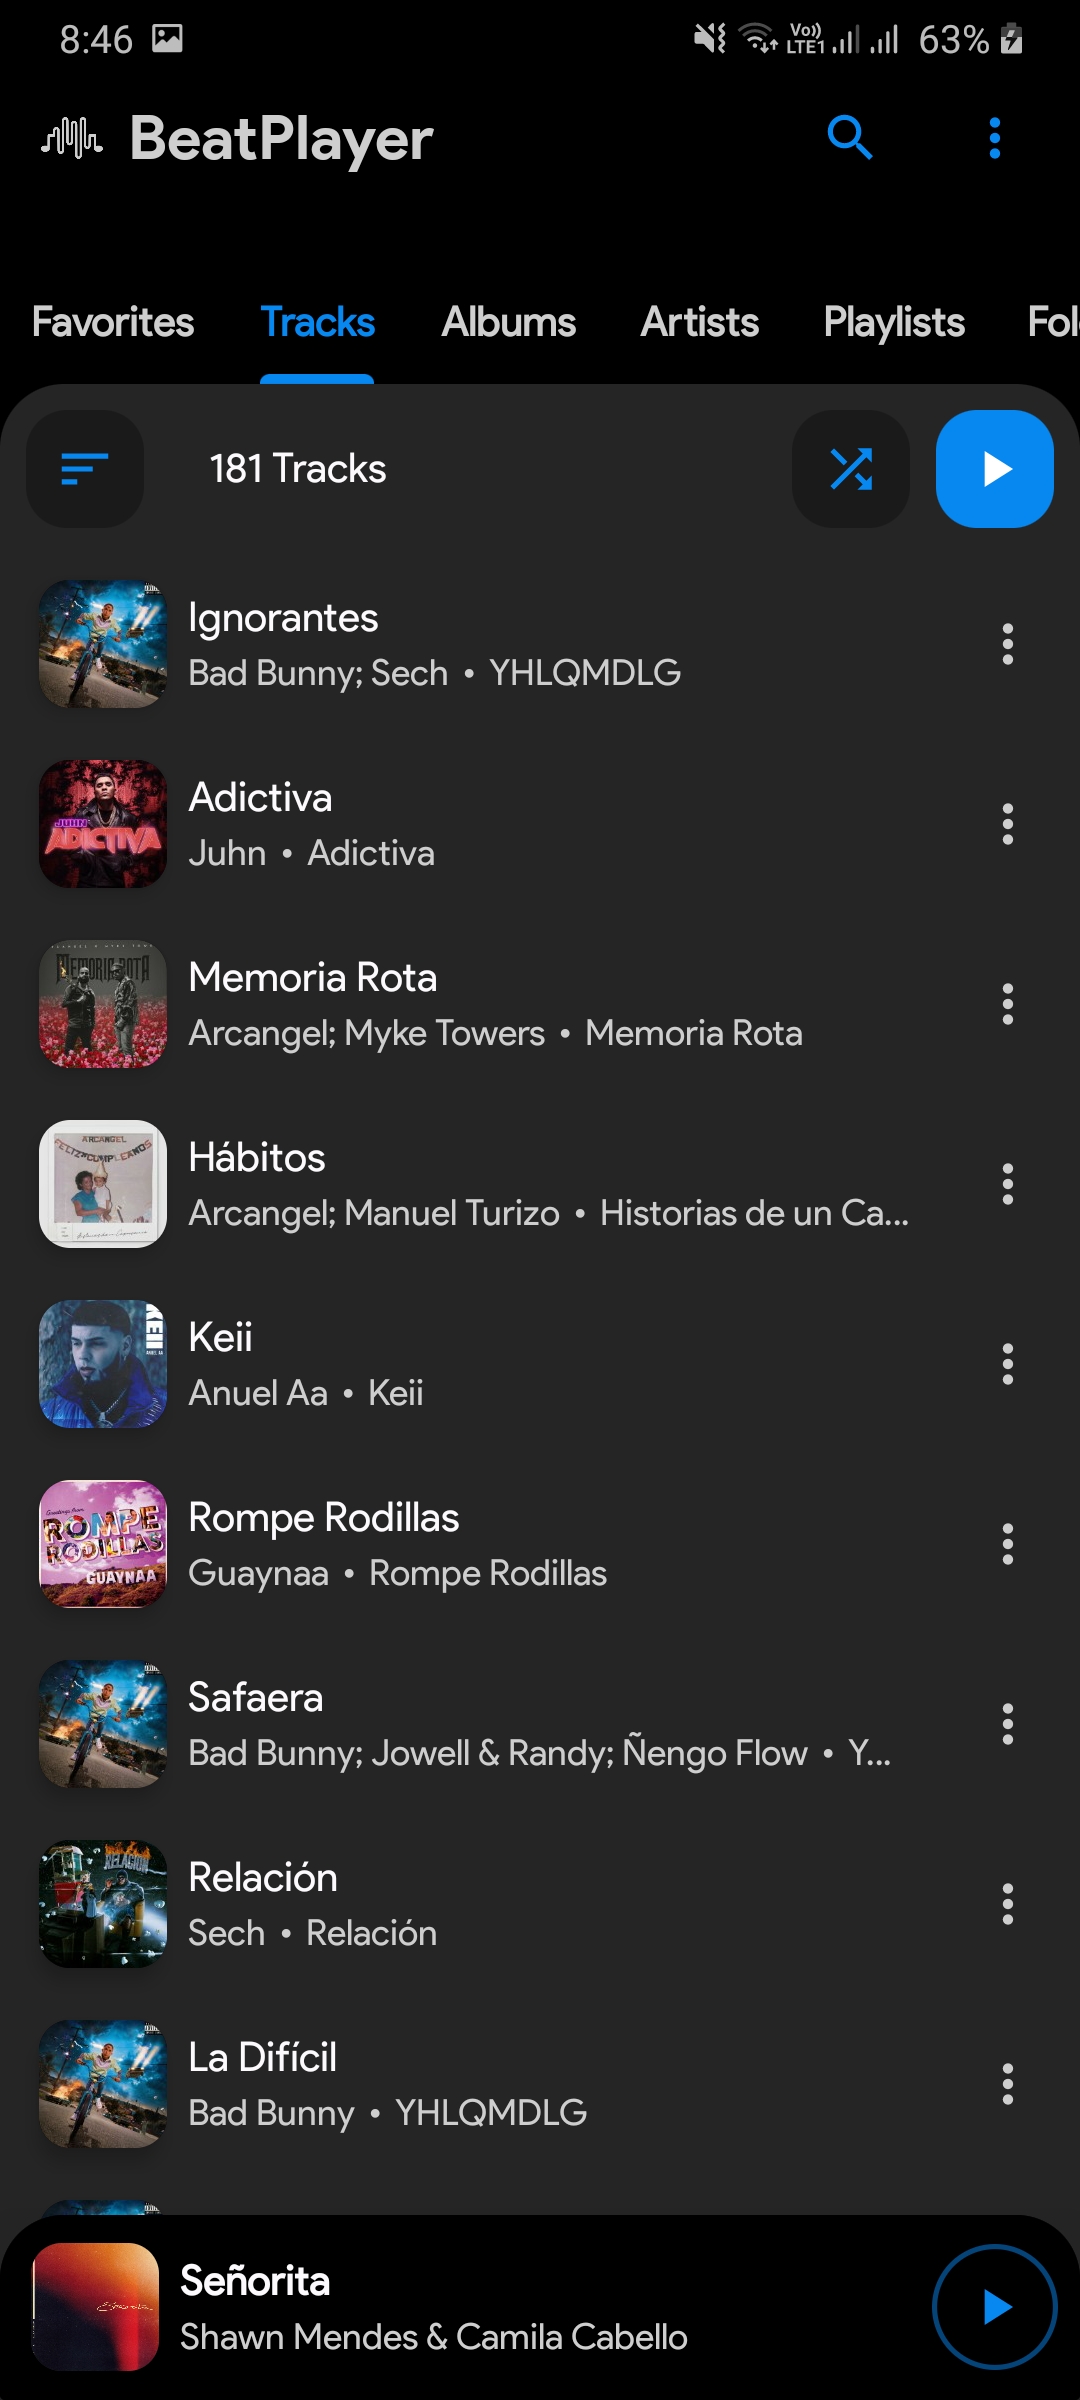 8:46 Vo)) LTE1 63%
BeatPlayer
Favorites Tracks Albums Artists Playlists Fol
181 Tracks
Ignorantes
Bad Bunny; Sech • YHLQMDLG
JUHN
ADICTIVA
Adictiva
Juhn • Adictiva
MEMORIA ROTA
Memoria Rota
Arcangel; Myke Towers • Memoria Rota
ARCANGEL
FELIZ CUMPLEAÑOS
Hábitos
Arcangel; Manuel Turizo • Historias de un Ca...
KEII
ANUEL AA
Keii
Anuel Aa • Keii
Greetings from
ROMPE
RODILLAS
GUAYNAA
Rompe Rodillas
Guaynaa • Rompe Rodillas
Safaera
Bad Bunny; Jowell & Randy; Ñengo Flow • Y...
RELACIÓN
Relación
Sech • Relación
La Difícil
Bad Bunny • YHLQMDLG
Señorita
Shawn Mendes & Camila Cabello